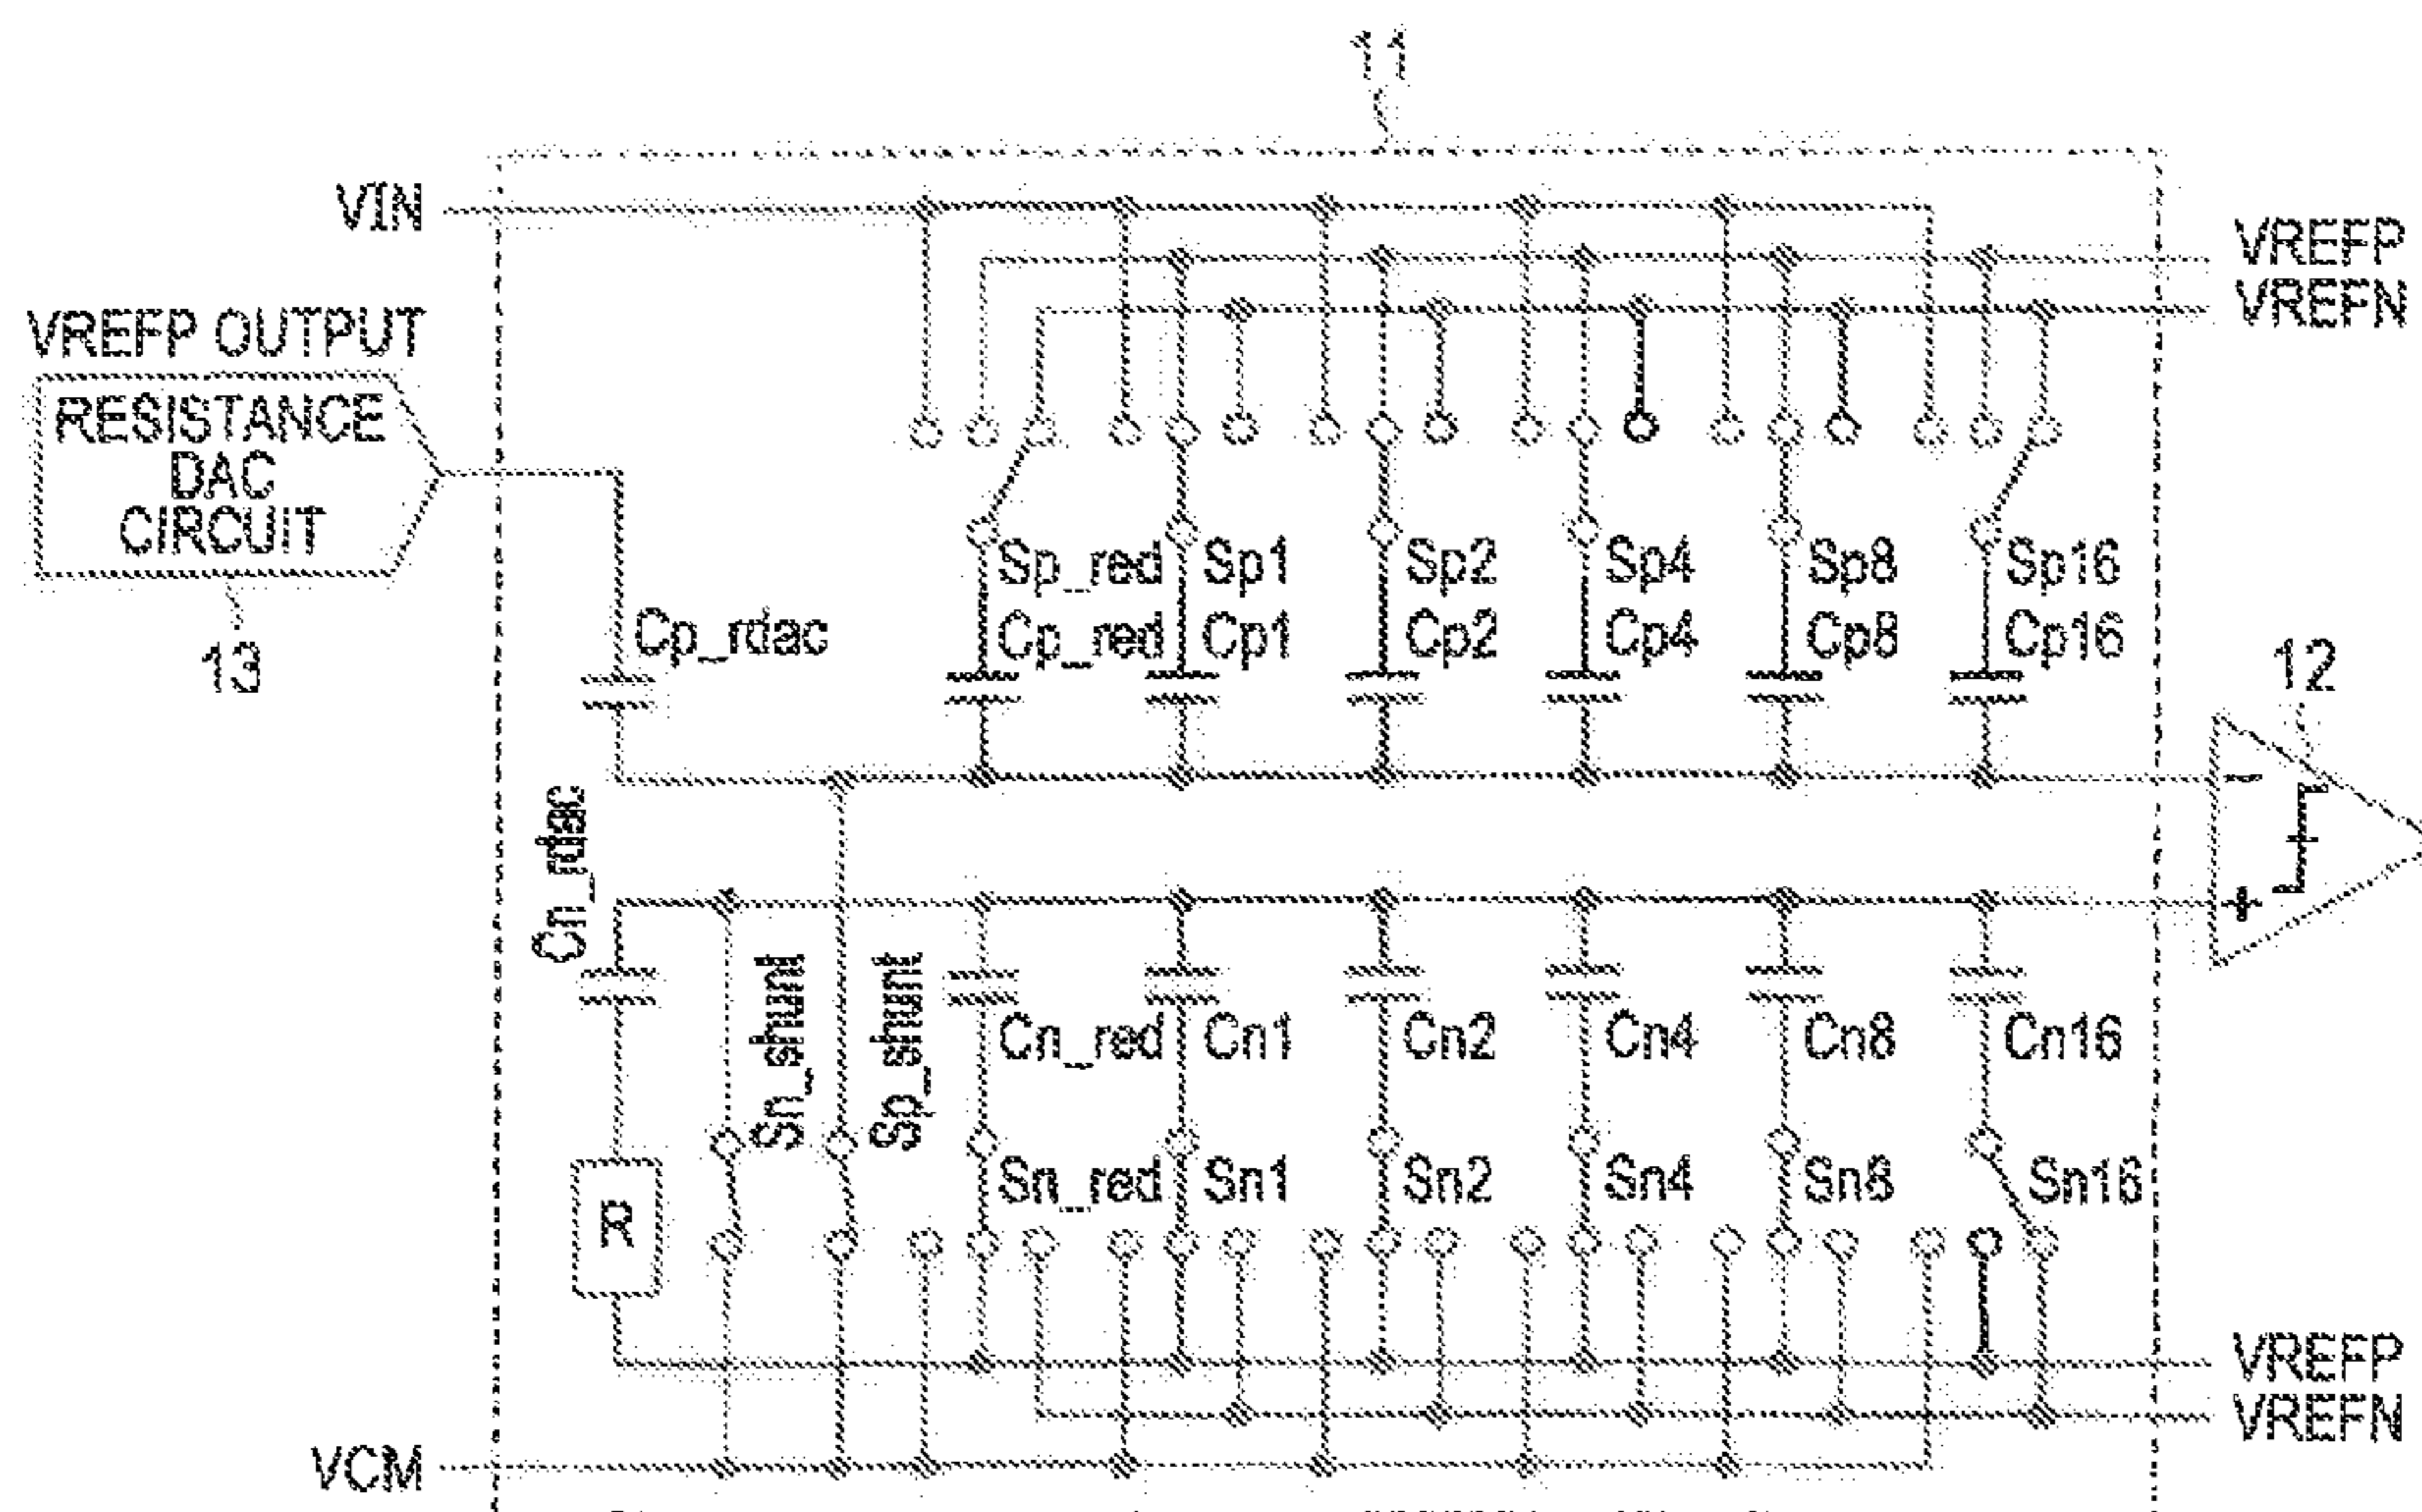 11
VIN
VREFP
VREFN
VREFP OUTPUT
RESISTANCE
DAC
CIRCUIT
13
Sp_red Sp1 Sp2 Sp4 Sp8 Sp16
Cp_rdac Cp_red Cp1 Cp2 Cp4 Cp8 Cp16
12
−
Cn_rdac
+
Sn_shunt
Sp_shunt
Cn_red Cn1 Cn2 Cn4 Cn8 Cn16
Sn_red Sn1 Sn2 Sn4 Sn8 Sn16
R
VREFP
VREFN
VCM